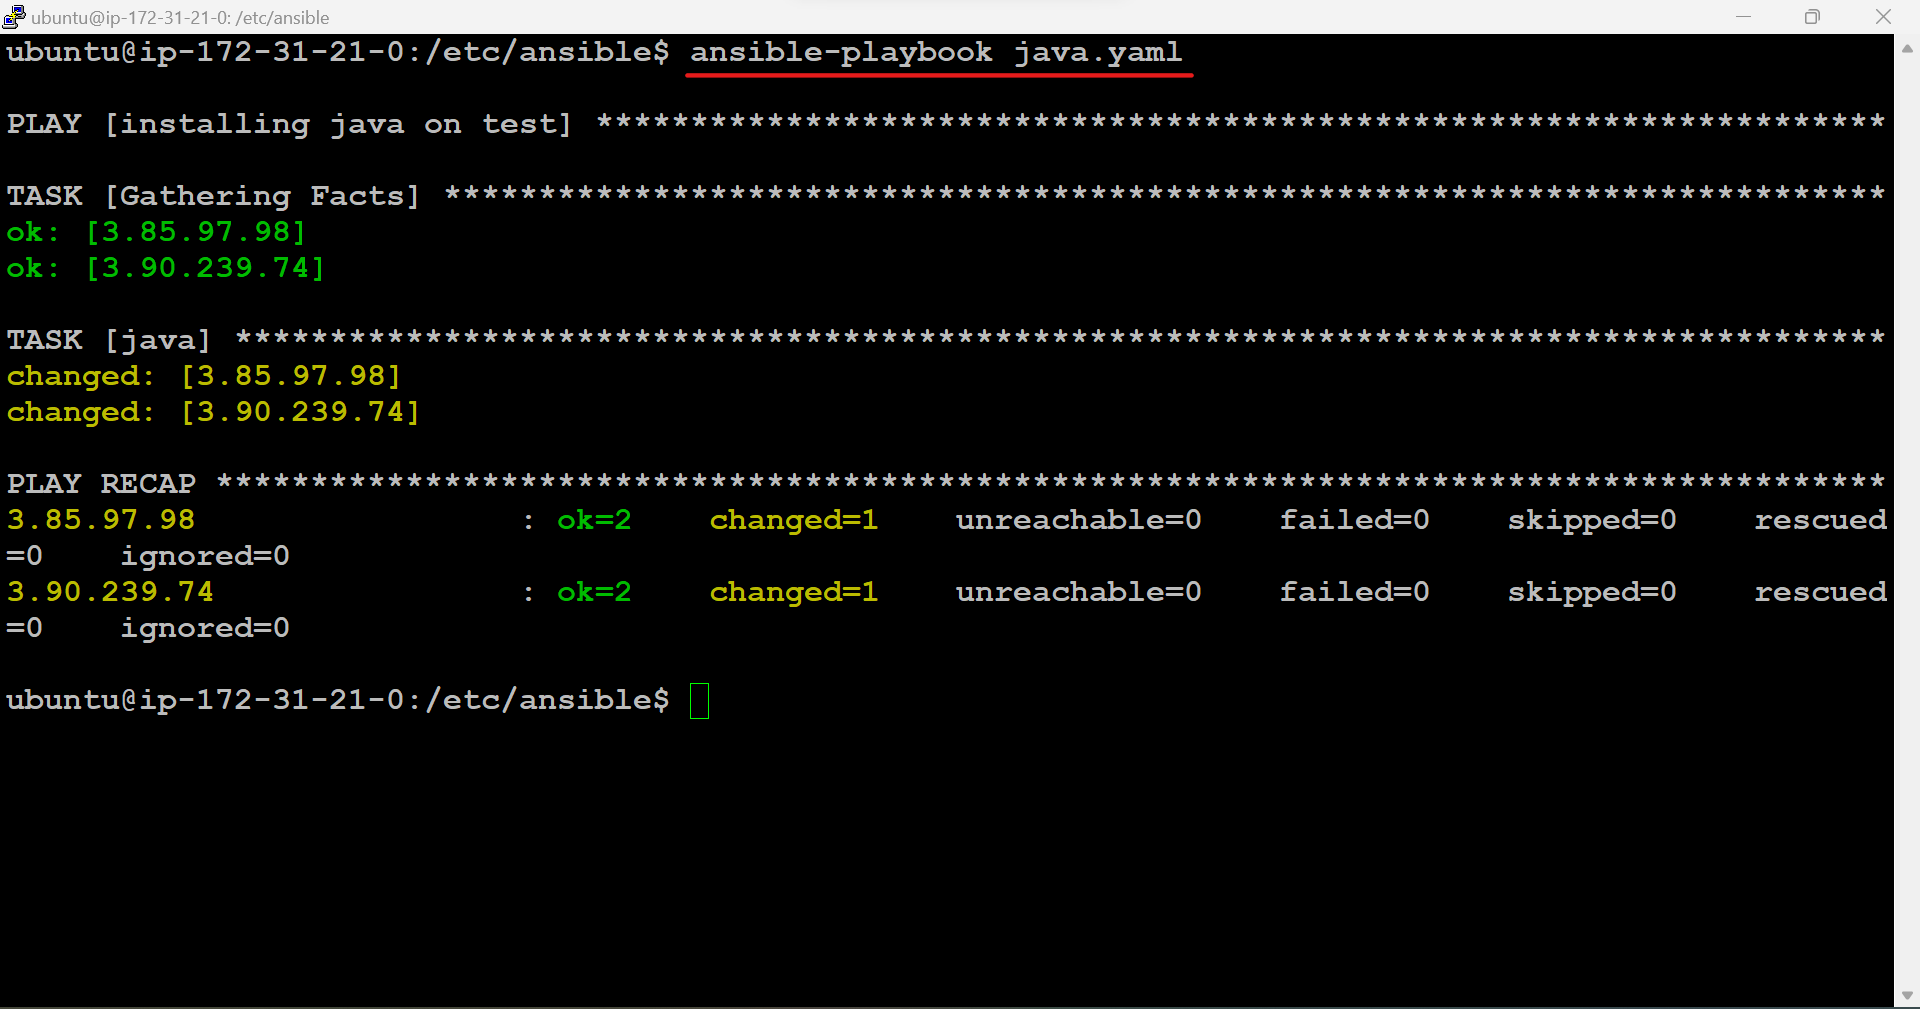 ubuntu@ip-172-31-21-0: /etc/ansible
ubuntu@ip-172-31-21-0:/etc/ansible$ ansible-playbook java.yaml
PLAY [installing java on test] ********************************************************************
TASK [Gathering Facts] ****************************************************************************
ok: [3.85.97.98]
ok: [3.90.239.74]
TASK [java] ***************************************************************************************
changed: [3.85.97.98]
changed: [3.90.239.74]
PLAY RECAP ****************************************************************************************
3.85.97.98                 : ok=2    changed=1    unreachable=0    failed=0    skipped=0    rescued
=0    ignored=0
3.90.239.74                : ok=2    changed=1    unreachable=0    failed=0    skipped=0    rescued
=0    ignored=0
ubuntu@ip-172-31-21-0:/etc/ansible$